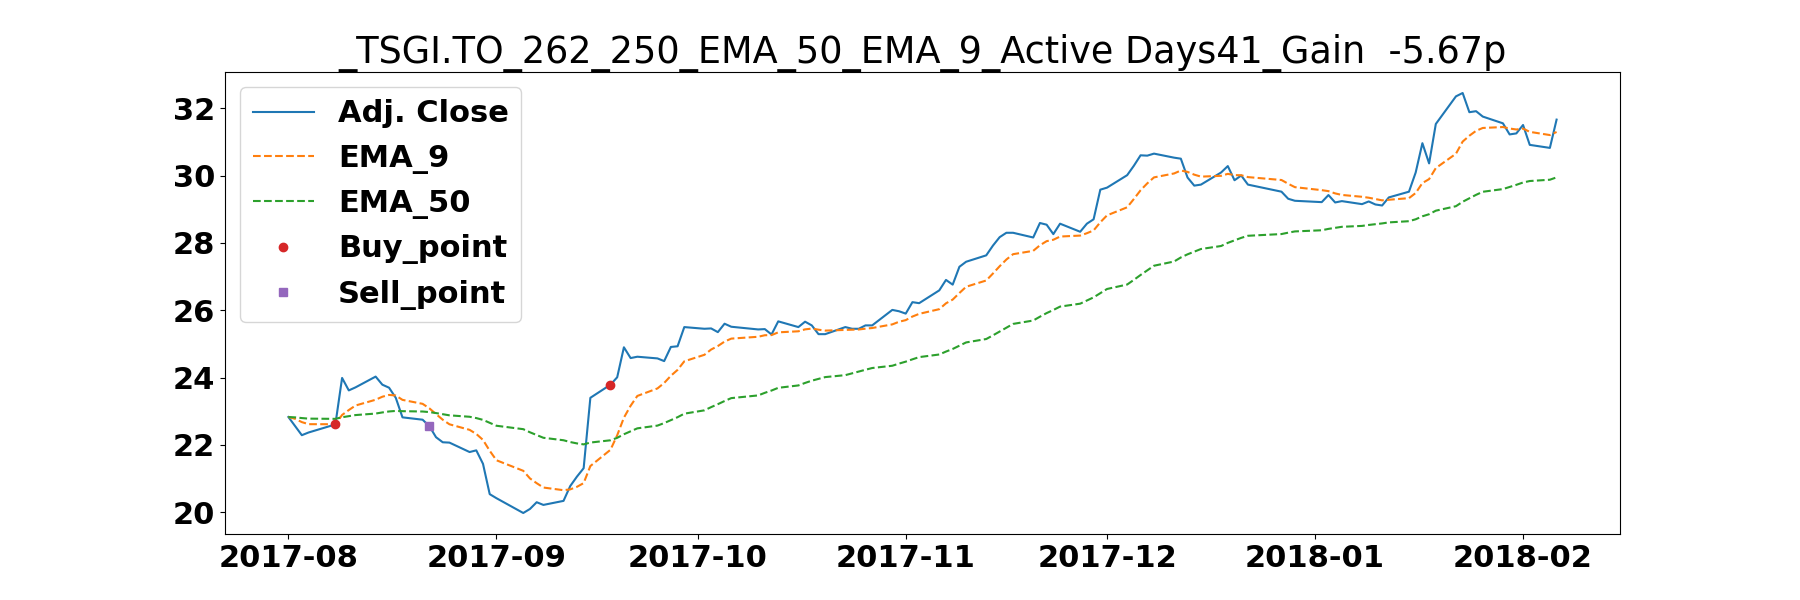 _TSGI.TO_262_250_EMA_50_EMA_9_Active Days41_Gain  -5.67p
Adj. Close
EMA_9
EMA_50
Buy_point
Sell_point
32
30
28
26
24
22
20
2017-08 2017-09 2017-10 2017-11 2017-12 2018-01 2018-02